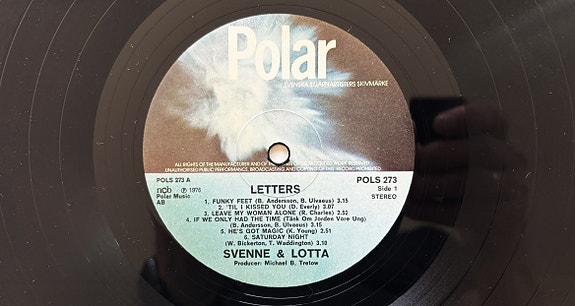 Polar
SVENSKA STJÄRNARTISTERS SKIVMÄRKE
ALL RIGHTS OF THE MANUFACTURER AND OF THE OWNER OF THE RECORDED WORK RESERVED
UNAUTHORISED PUBLIC PERFORMANCE, BROADCASTING AND COPYING OF THIS RECORD PROHIBITED
POLS 273 A
LETTERS
POLS 273
ncb ℗ 1976
Side 1
Polar Music
AB
STEREO
1. FUNKY FEET (B. Andersson, B. Ulvaeus) 3.15
2. 'TIL I KISSED YOU (D. Everly) 3.07
3. LEAVE MY WOMAN ALONE (R. Charles) 2.52
4. IF WE ONLY HAD THE TIME (Tänk Om Jorden Vore Ung)
(B. Andersson, B. Ulvaeus) 3.15
5. HE'S GOT MAGIC (K. Young) 2.51
6. SATURDAY NIGHT
(W. Bickerton, T. Waddington) 3.10
SVENNE & LOTTA
Producer: Michael B. Tretow